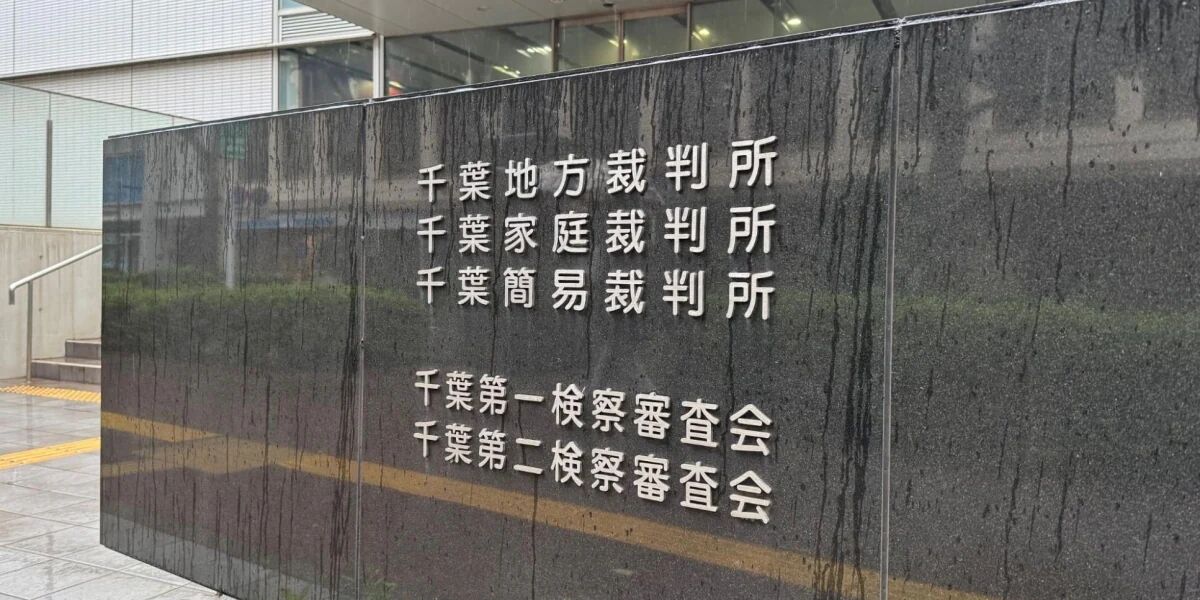 千葉地方裁判所
千葉家庭裁判所
千葉簡易裁判所
千葉第一検察審査会
千葉第二検察審査会